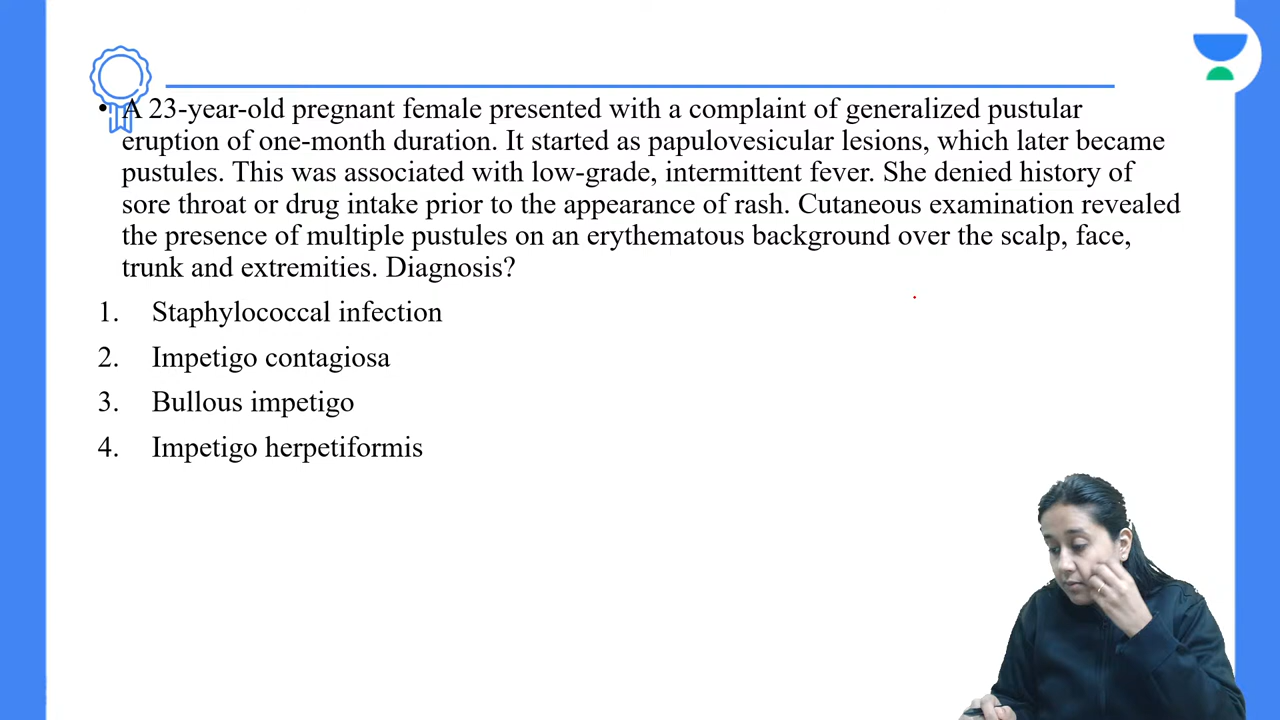 • A 23-year-old pregnant female presented with a complaint of generalized pustular
eruption of one-month duration. It started as papulovesicular lesions, which later became
pustules. This was associated with low-grade, intermittent fever. She denied history of
sore throat or drug intake prior to the appearance of rash. Cutaneous examination revealed
the presence of multiple pustules on an erythematous background over the scalp, face,
trunk and extremities. Diagnosis?
1. Staphylococcal infection
2. Impetigo contagiosa
3. Bullous impetigo
4. Impetigo herpetiformis